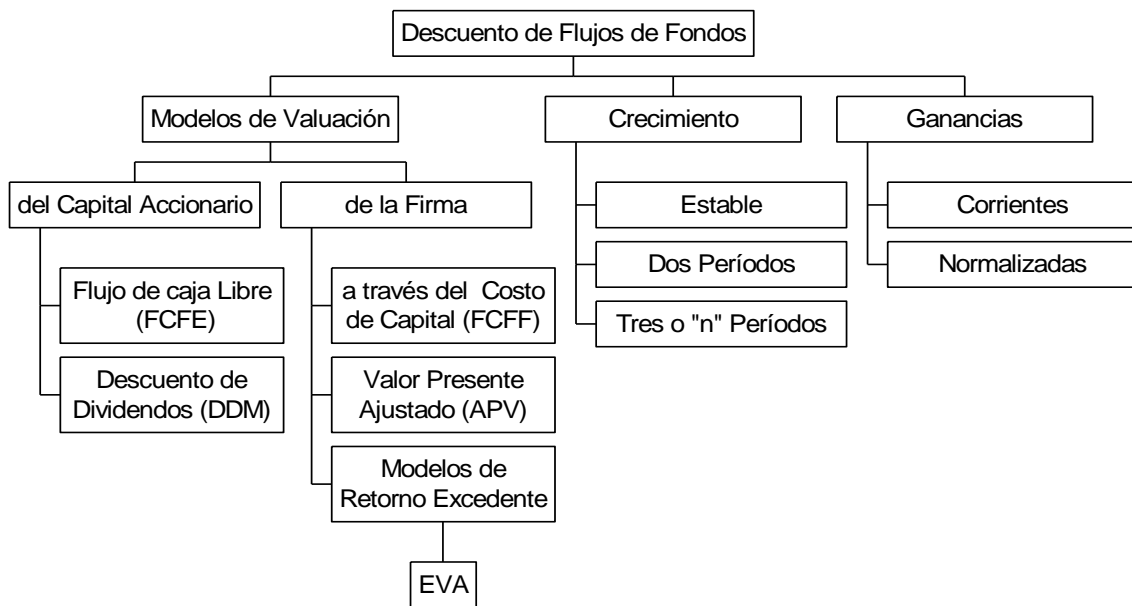 Descuento de Flujos de Fondos
Modelos de Valuación
Crecimiento
Ganancias
del Capital Accionario
de la Firma
Estable
Corrientes
Dos Períodos
Normalizadas
Tres o "n" Períodos
Flujo de caja Libre
(FCFE)
a través del Costo
de Capital (FCFF)
Descuento de
Dividendos (DDM)
Valor Presente
Ajustado (APV)
Modelos de
Retorno Excedente
EVA